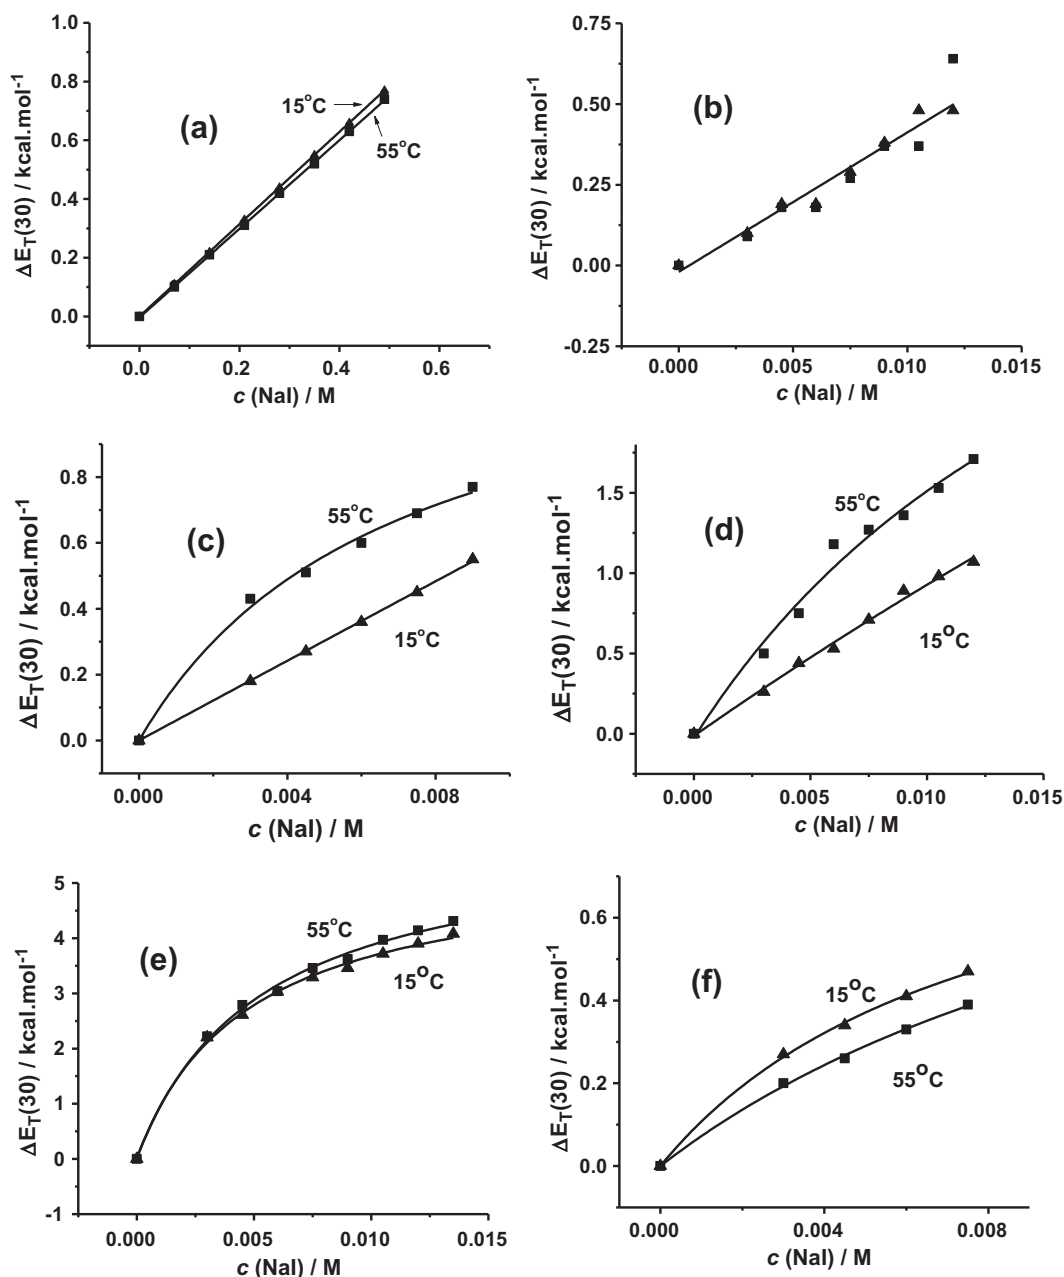 1.0
0.8
0.6
0.4
0.2
0.0
ΔE_T(30) / kcal.mol⁻¹
(a)
15°C
55°C
0.0 0.2 0.4 0.6
c (NaI) / M
0.75
0.50
0.25
0.00
-0.25
ΔE_T(30) / kcal.mol⁻¹
(b)
0.000 0.005 0.010 0.015
c (NaI) / M
0.8
0.6
0.4
0.2
0.0
ΔE_T(30) / kcal.mol⁻¹
(c)
55°C
15°C
0.000 0.004 0.008
c (NaI) / M
1.5
1.0
0.5
0.0
ΔE_T(30) / kcal.mol⁻¹
(d)
55°C
15°C
0.000 0.005 0.010 0.015
c (NaI) / M
5
4
3
2
1
0
-1
ΔE_T(30) / kcal.mol⁻¹
(e)
55°C
15°C
0.000 0.005 0.010 0.015
c (NaI) / M
0.6
0.4
0.2
0.0
ΔE_T(30) / kcal.mol⁻¹
(f)
15°C
55°C
0.000 0.004 0.008
c (NaI) / M